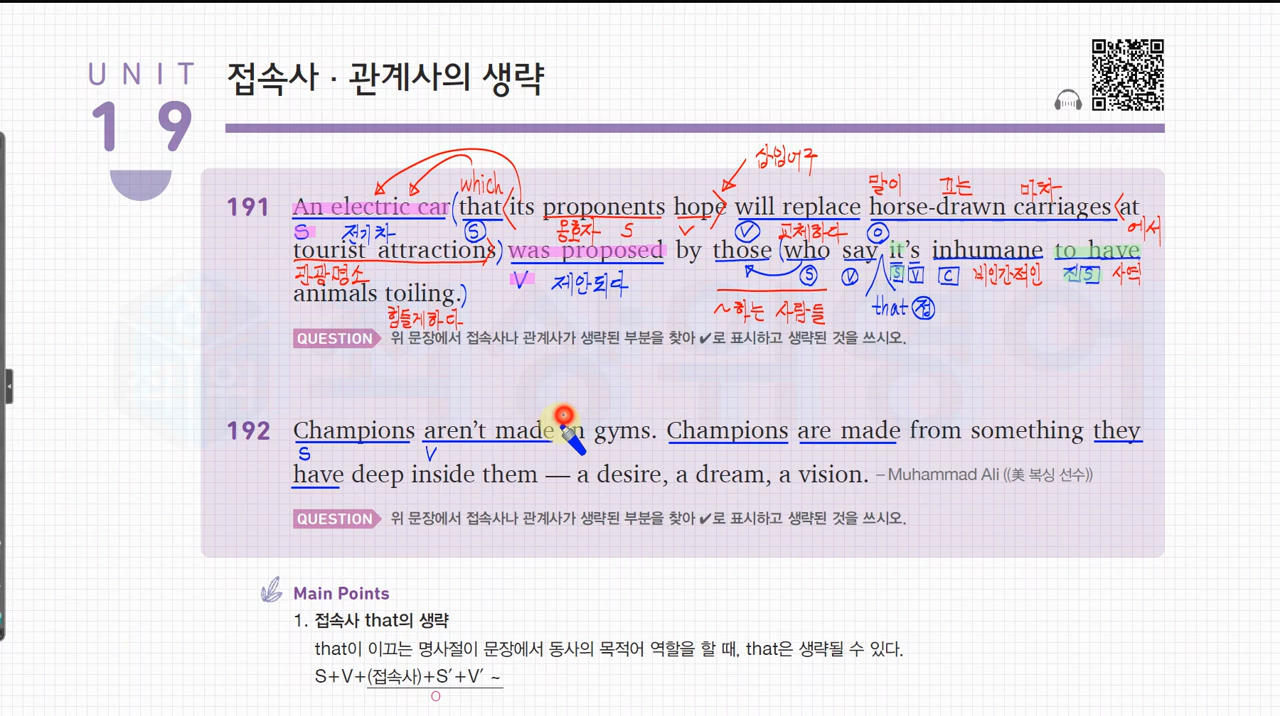 UNIT
19
접속사 · 관계사의 생략
삽입어구
which
말이 끄는 마차
191 An electric car that its proponents hope will replace horse-drawn carriages at
S 전기차 S 옹호자 S V V 교체하다 O 에서
tourist attractions was proposed by those who say it's inhumane to have
관광명소 V 제안되다 S V S V C 비인간적인 진S 사역
animals toiling.
힘들게하다 ~하는 사람들 that 접
QUESTION 위 문장에서 접속사나 관계사가 생략된 부분을 찾아 ✔로 표시하고 생략된 것을 쓰시오.
192 Champions aren't made in gyms. Champions are made from something they
S V
have deep inside them — a desire, a dream, a vision. – Muhammad Ali ((美 복싱 선수))
QUESTION 위 문장에서 접속사나 관계사가 생략된 부분을 찾아 ✔로 표시하고 생략된 것을 쓰시오.
Main Points
1. 접속사 that의 생략
that이 이끄는 명사절이 문장에서 동사의 목적어 역할을 할 때, that은 생략될 수 있다.
S+V+(접속사)+S′+V′ ~
O